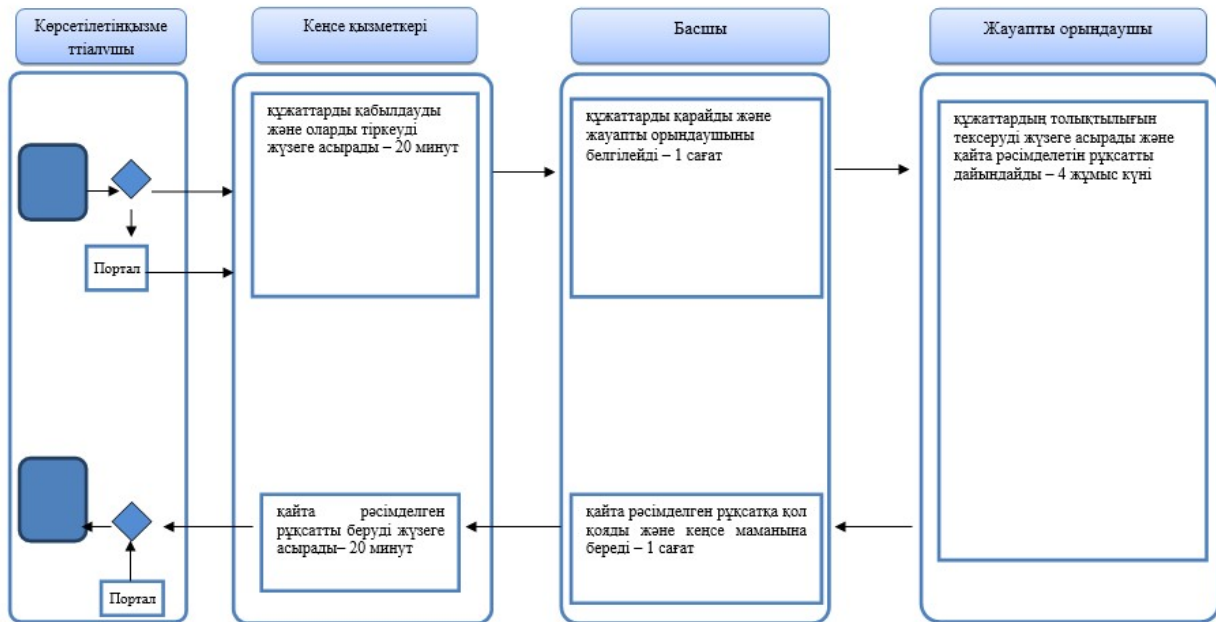 Көрсетілетінқызме
ттіалушы
Кеңсе қызметкері
Басшы
Жауапты орындаушы
құжаттарды қабылдауды
және оларды тіркеуді
жүзеге асырады – 20 минут
құжаттарды қарайды және
жауапты орындаушыны
белгілейді – 1 сағат
құжаттардың толықтылығын
тексеруді жүзеге асырады және
қайта рәсімделетін рұқсатты
дайындайды – 4 жұмыс күні
Портал
қайта рәсімделген
рұқсатты беруді жүзеге
асырады– 20 минут
қайта рәсімделген рұқсатқа қол
қояды және кеңсе маманына
береді – 1 сағат
Портал